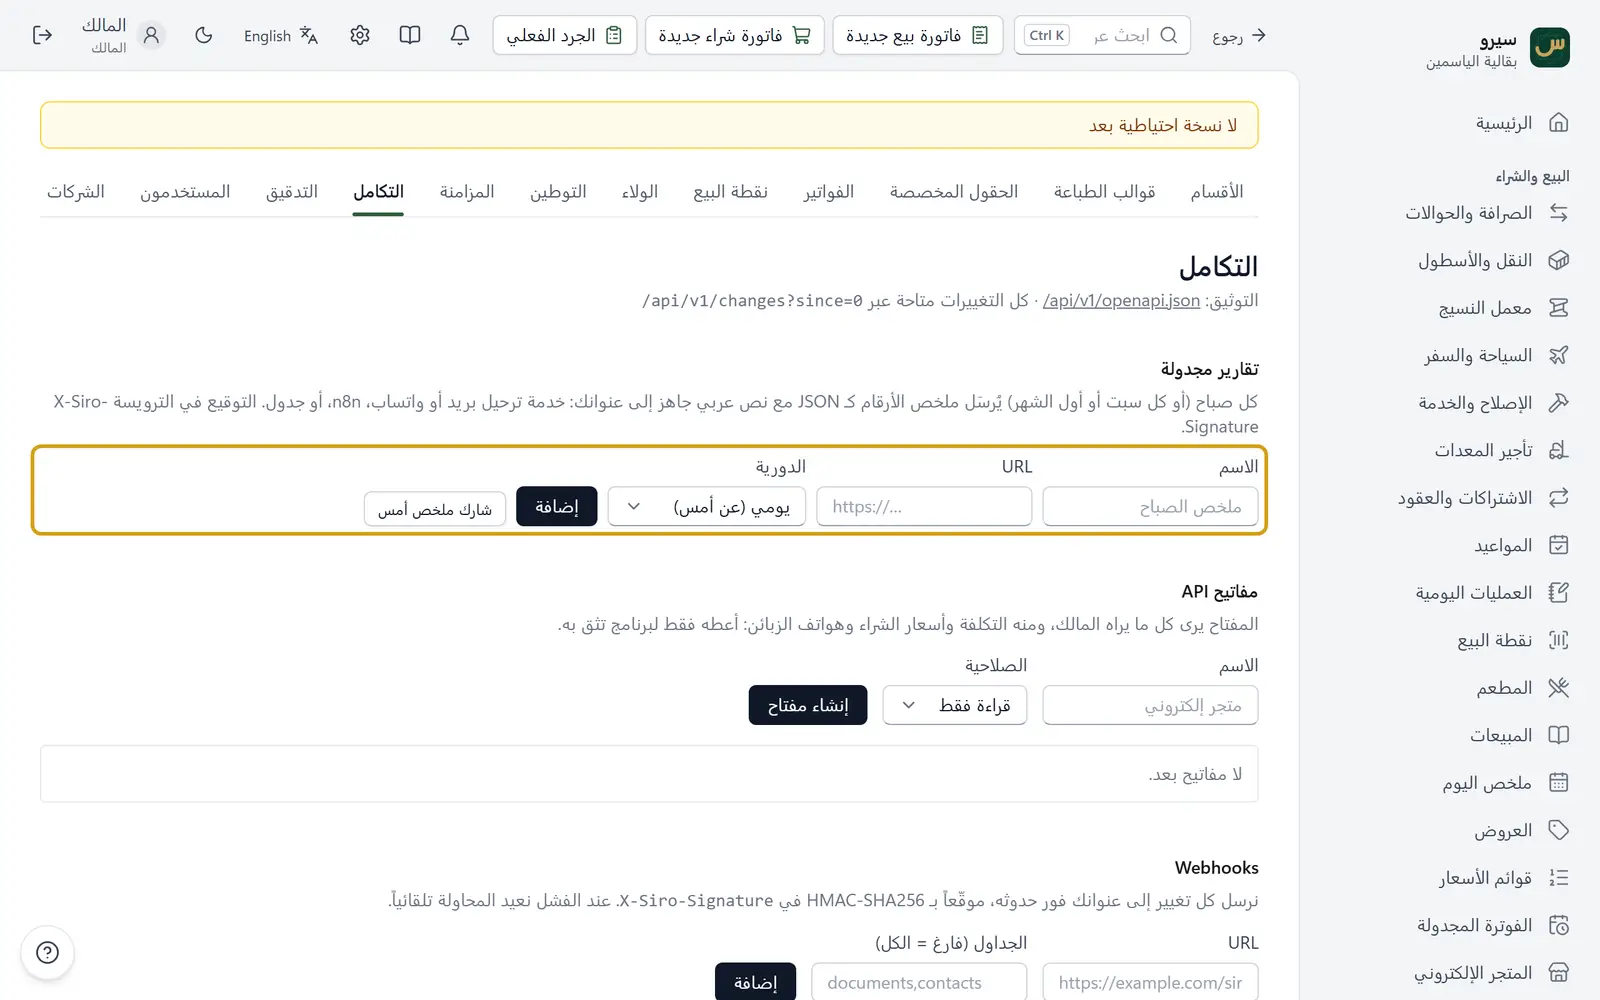 سيرو
بقالية الياسمين
رجوع
ابحث عر
Ctrl K
فاتورة بيع جديدة
فاتورة شراء جديدة
الجرد الفعلي
English
المالك
المالك
الرئيسية
البيع والشراء
الصرافة والحوالات
النقل والأسطول
معمل النسيج
السياحة والسفر
الإصلاح والخدمة
تأجير المعدات
الاشتراكات والعقود
المواعيد
العمليات اليومية
نقطة البيع
المطعم
المبيعات
ملخص اليوم
العروض
قوائم الأسعار
الفوترة المجدولة
المتجر الإلكتروني
لا نسخة احتياطية بعد
الأقسام
قوالب الطباعة
الحقول المخصصة
الفواتير
نقطة البيع
الولاء
التوطين
المزامنة
التكامل
التدقيق
المستخدمون
الشركات
التكامل
التوثيق: /api/v1/openapi.json · كل التغييرات متاحة عبر /api/v1/changes?since=0
تقارير مجدولة
كل صباح (أو كل سبت أو أول الشهر) يُرسَل ملخص الأرقام كـ JSON مع نص عربي جاهز إلى عنوانك: خدمة ترحيل بريد أو واتساب، n8n، أو جدول. التوقيع في الترويسة X-Siro-
Signature.
الاسم
URL
الدورية
ملخص الصباح
https://...
يومي (عن أمس)
إضافة
شارك ملخص أمس
مفاتيح API
المفتاح يرى كل ما يراه المالك، ومنه التكلفة وأسعار الشراء وهواتف الزبائن: أعطه فقط لبرنامج تثق به.
الاسم
الصلاحية
متجر إلكتروني
قراءة فقط
إنشاء مفتاح
لا مفاتيح بعد.
Webhooks
نرسل كل تغيير إلى عنوانك فور حدوثه، موقّعاً بـ HMAC-SHA256 في X-Siro-Signature. عند الفشل نعيد المحاولة تلقائياً.
URL
الجداول (فارغ = الكل)
https://example.com/sir
documents,contacts
إضافة